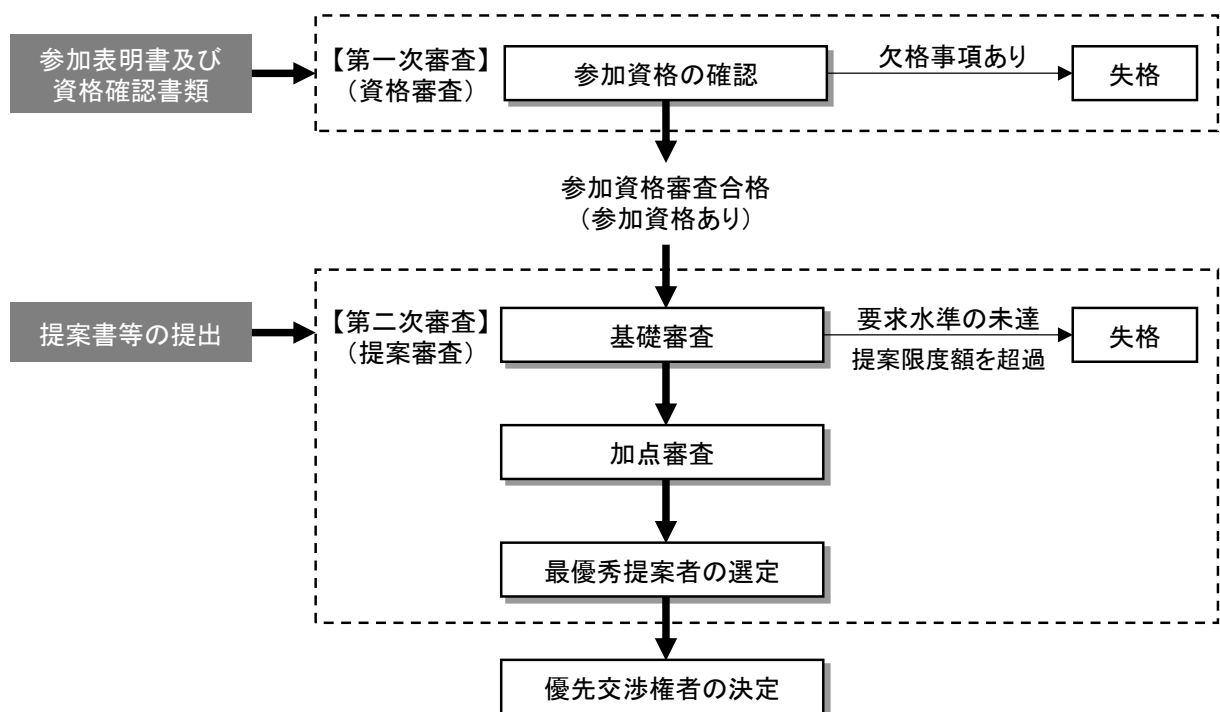 参加表明書及び
資格確認書類
【第一次審査】
（資格審査）
参加資格の確認
欠格事項あり
失格
参加資格審査合格
（参加資格あり）
提案書等の提出
【第二次審査】
（提案審査）
基礎審査
要求水準の未達
提案限度額を超過
失格
加点審査
最優秀提案者の選定
優先交渉権者の決定